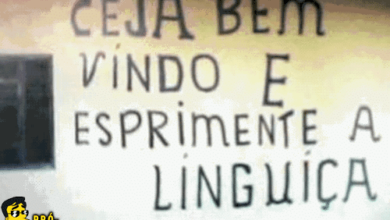 CEJA BEM
VINDO E
ESPRIMENTE A
LINGUIÇA